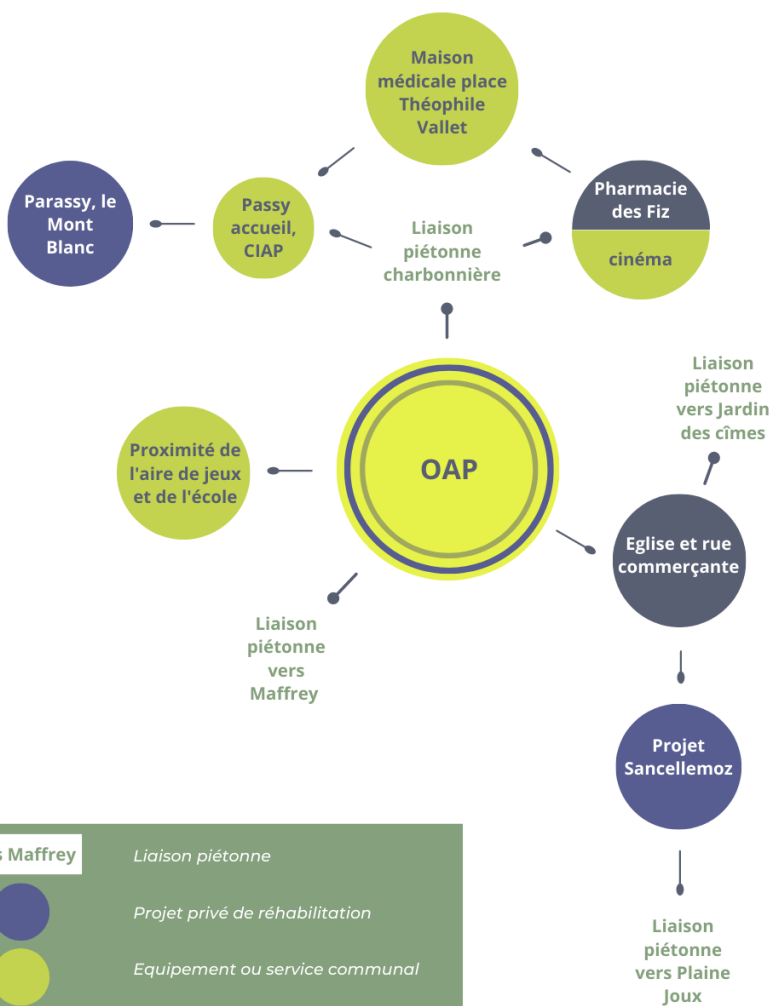 Maison
médicale place
Théophile
Vallet
Parassy, le
Mont
Blanc
Passy
accueil,
CIAP
Liaison
piétonne
charbonnière
Pharmacie
des Fiz
cinéma
Liaison
piétonne
vers Jardin
des cîmes
Proximité de
l'aire de jeux
et de l'école
OAP
Eglise et rue
commerçante
Liaison
piétonne
vers
Maffrey
Projet
Sancellemoz
Liaison
piétonne
vers Plaine
Joux
s Maffrey
Liaison piétonne
Projet privé de réhabilitation
Equipement ou service communal